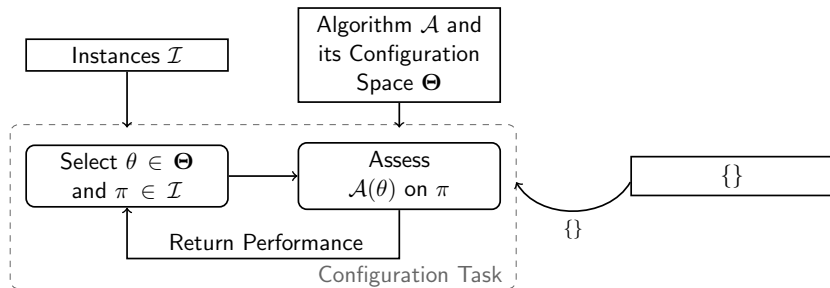 Instances 𝓘
Algorithm 𝓐 and
its Configuration
Space 𝚯
Select θ ∈ 𝚯
and π ∈ 𝓘
Assess
𝓐(θ) on π
{}
{}
Return Performance
Configuration Task